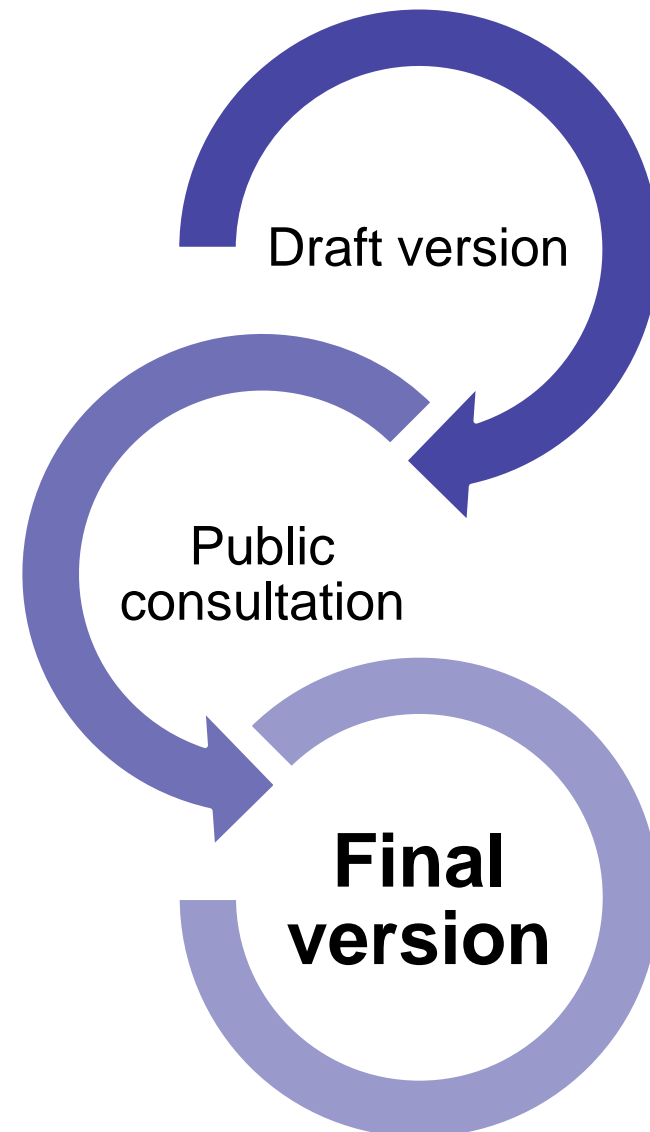 Draft version
Public
consultation
Final
version